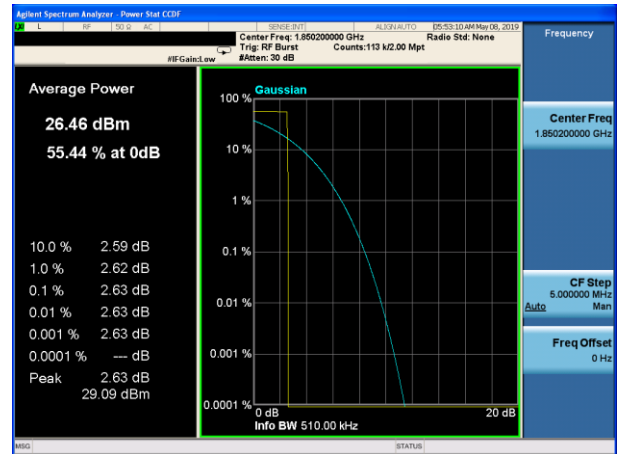 Agilent Spectrum Analyzer - Power Stat CCDF
L RF 50 Ω AC SENSE:INT ALIGN AUTO 05:53:10 AM May 08, 2019
Center Freq: 1.850200000 GHz Radio Std: None
Trig: RF Burst Counts:113 k/2.00 Mpt
#IFGain:Low #Atten: 30 dB
Frequency
Average Power
26.46 dBm
55.44 % at 0dB
10.0 % 2.59 dB
1.0 % 2.62 dB
0.1 % 2.63 dB
0.01 % 2.63 dB
0.001 % 2.63 dB
0.0001 % --- dB
Peak 2.63 dB
29.09 dBm
Gaussian
100 %
10 %
1 %
0.1 %
0.01 %
0.001 %
0.0001 %
0 dB 20 dB
Info BW 510.00 kHz
Center Freq
1.850200000 GHz
CF Step
5.000000 MHz
Auto Man
Freq Offset
0 Hz
MSG STATUS